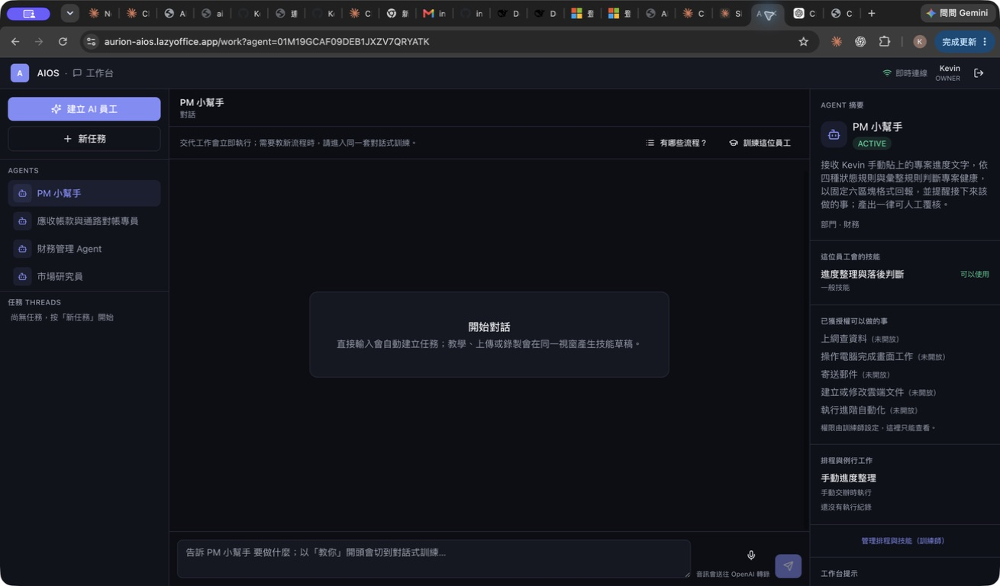 問問 Gemini
aurion-aios.lazyoffice.app/work?agent=01M19GCAF09DEB1JXZV7QRYATK
K
完成更新
A
AIOS · 工作台
即時連線
Kevin
OWNER
建立 AI 員工
+ 新任務
AGENTS
PM 小幫手
應收帳款與通路對帳專員
財務管理 Agent
市場研究員
任務 THREADS
尚無任務，按「新任務」開始
PM 小幫手
對話
交代工作會立即執行；需要教新流程時，請進入同一套對話式訓練。
有哪些流程？
訓練這位員工
開始對話
直接輸入會自動建立任務；教學、上傳或錄製會在同一視窗產生技能草稿。
告訴 PM 小幫手 要做什麼；以「教你」開頭會切到對話式訓練...
音訊會送往 OpenAI 轉錄
AGENT 摘要
PM 小幫手
ACTIVE
接收 Kevin 手動貼上的專案進度文字，依
四種狀態規則與彙整規則判斷專案健康，
以固定六區塊格式回報，並提醒接下來該
做的事；產出一律可人工覆核。
部門 · 財務
這位員工會的技能
進度整理與落後判斷
可以使用
一般技能
已獲授權可以做的事
上網查資料（未開放）
操作電腦完成畫面工作（未開放）
寄送郵件（未開放）
建立或修改雲端文件（未開放）
執行進階自動化（未開放）
權限由訓練師設定，這裡只能查看。
排程與例行工作
手動進度整理
手動交辦時執行
還沒有執行紀錄
管理排程與技能（訓練師）
工作台提示